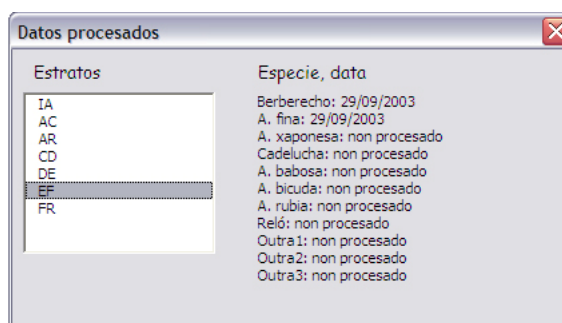 Datos procesados
Estratos
IA
AC
AR
CD
DE
EF
FR
Especie, data
Berberecho: 29/09/2003
A. fina: 29/09/2003
A. xaponesa: non procesado
Cadelucha: non procesado
A. babosa: non procesado
A. bicuda: non procesado
A. rubia: non procesado
Reló: non procesado
Outra1: non procesado
Outra2: non procesado
Outra3: non procesado